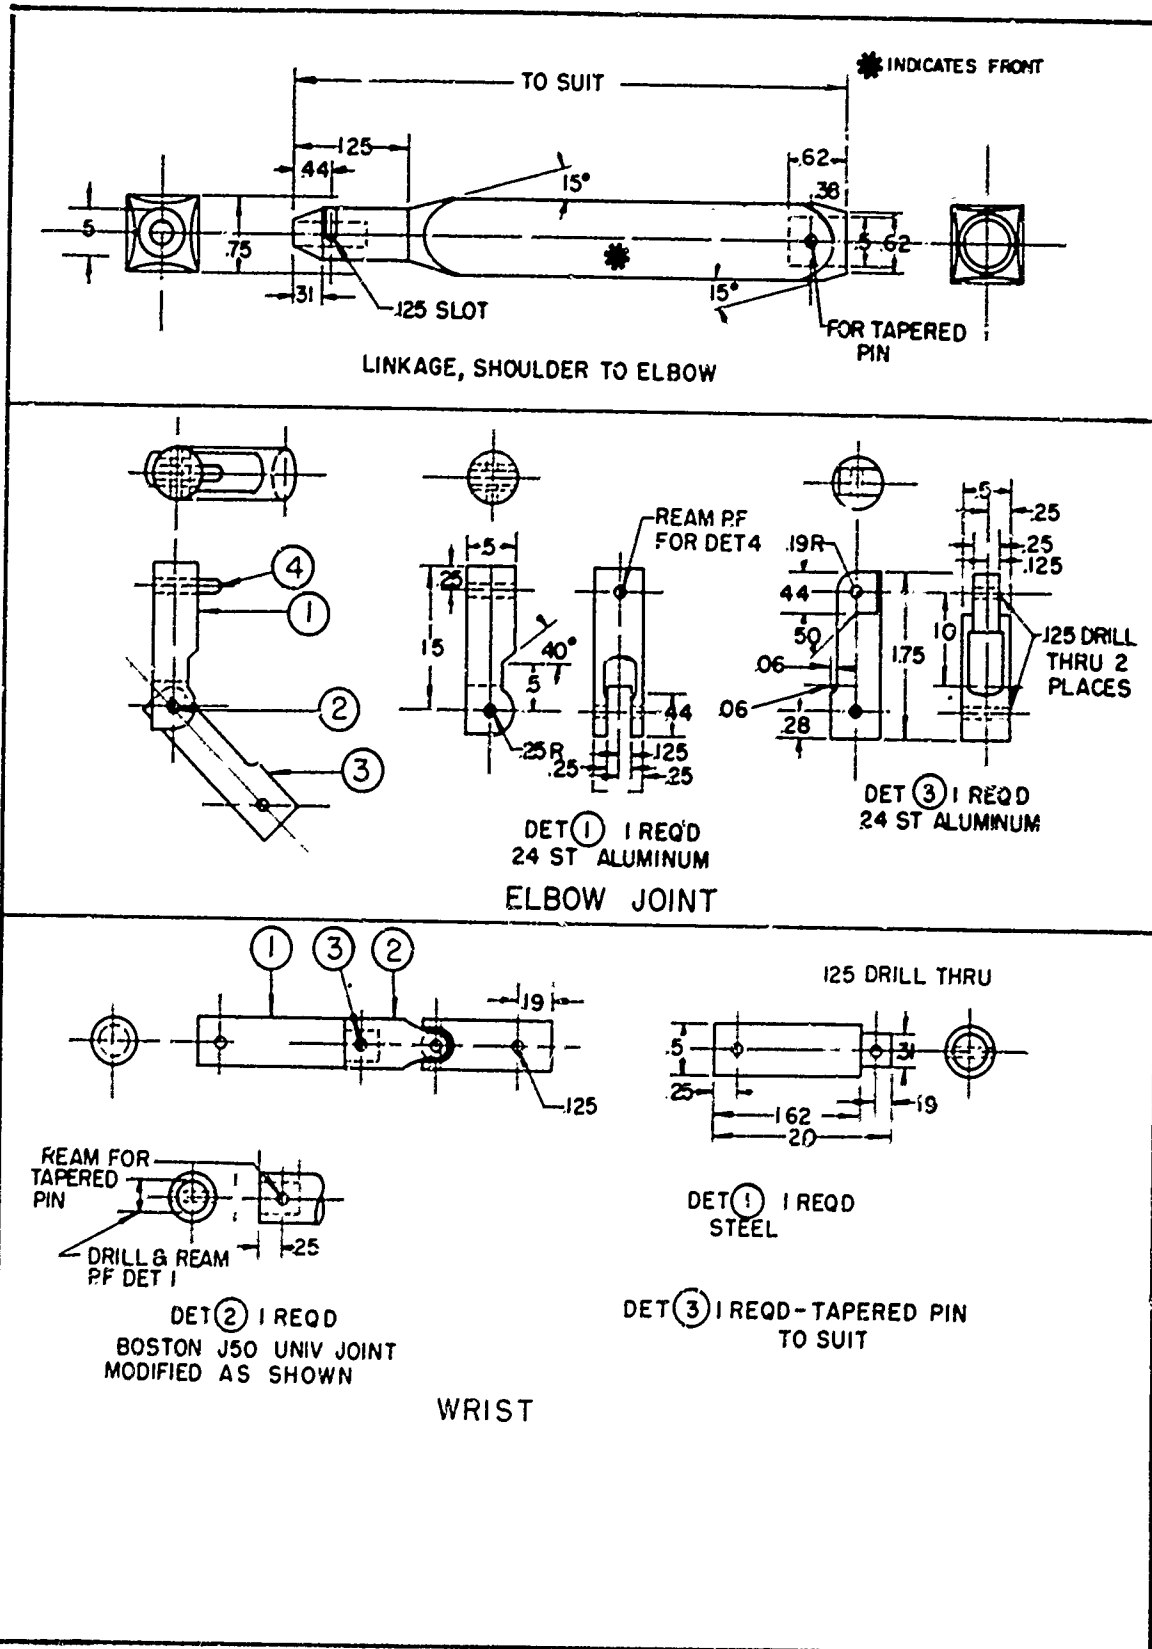 TO SUIT
✱ INDICATES FRONT
.125
.44
15°
.62
.38
.5
.75
.5
.62
.31
.125 SLOT
15°
FOR TAPERED
PIN
LINKAGE, SHOULDER TO ELBOW
4
1
2
3
.5
.25
15
40°
.5
.25R
REAM P.F
FOR DET 4
.44
.125
.25
.25
DET 1 1 REQ'D
24 ST ALUMINUM
.19R
.44
.50
.06
.06
.28
1.75
.5
.25
.25
.125
10
.125 DRILL
THRU 2
PLACES
DET 3 1 REQD
24 ST ALUMINUM
ELBOW JOINT
1
3
2
.19
.125
125 DRILL THRU
.5
.31
.25
.19
1.62
2.0
REAM FOR
TAPERED
PIN
.25
DRILL & REAM
P.F DET 1
DET 2 1 REQD
BOSTON J50 UNIV JOINT
MODIFIED AS SHOWN
DET 1 1 REQD
STEEL
DET 3 1 REQD-TAPERED PIN
TO SUIT
WRIST